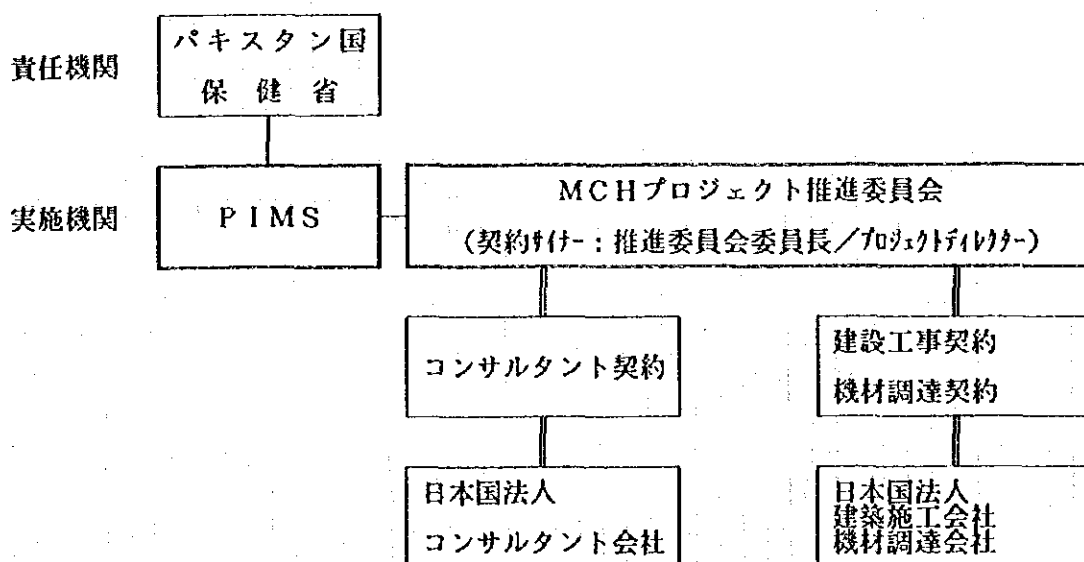 責任機関
パキスタン国
保健省
実施機関
PIMS
MCHプロジェクト推進委員会
(契約ｻｲﾅｰ:推進委員会委員長/ﾌﾟﾛｼﾞｪｸﾄﾃﾞｨﾚｸﾀｰ)
コンサルタント契約
建設工事契約
機材調達契約
日本国法人
コンサルタント会社
日本国法人
建築施工会社
機材調達会社